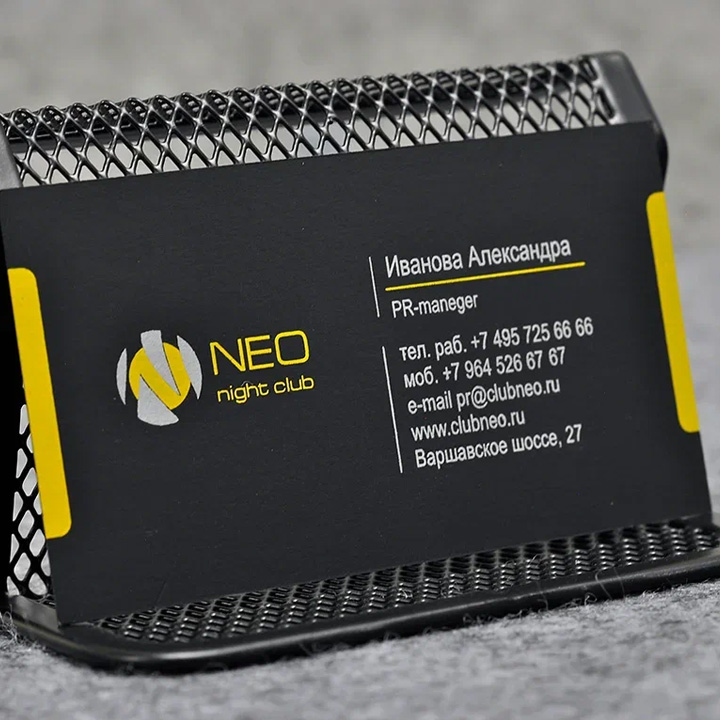 NEO
night club
Иванова Александра
PR-maneger
тел. раб. +7 495 725 66 66
моб. +7 964 526 67 67
e-mail pr@clubneo.ru
www.clubneo.ru
Варшавское шоссе, 27